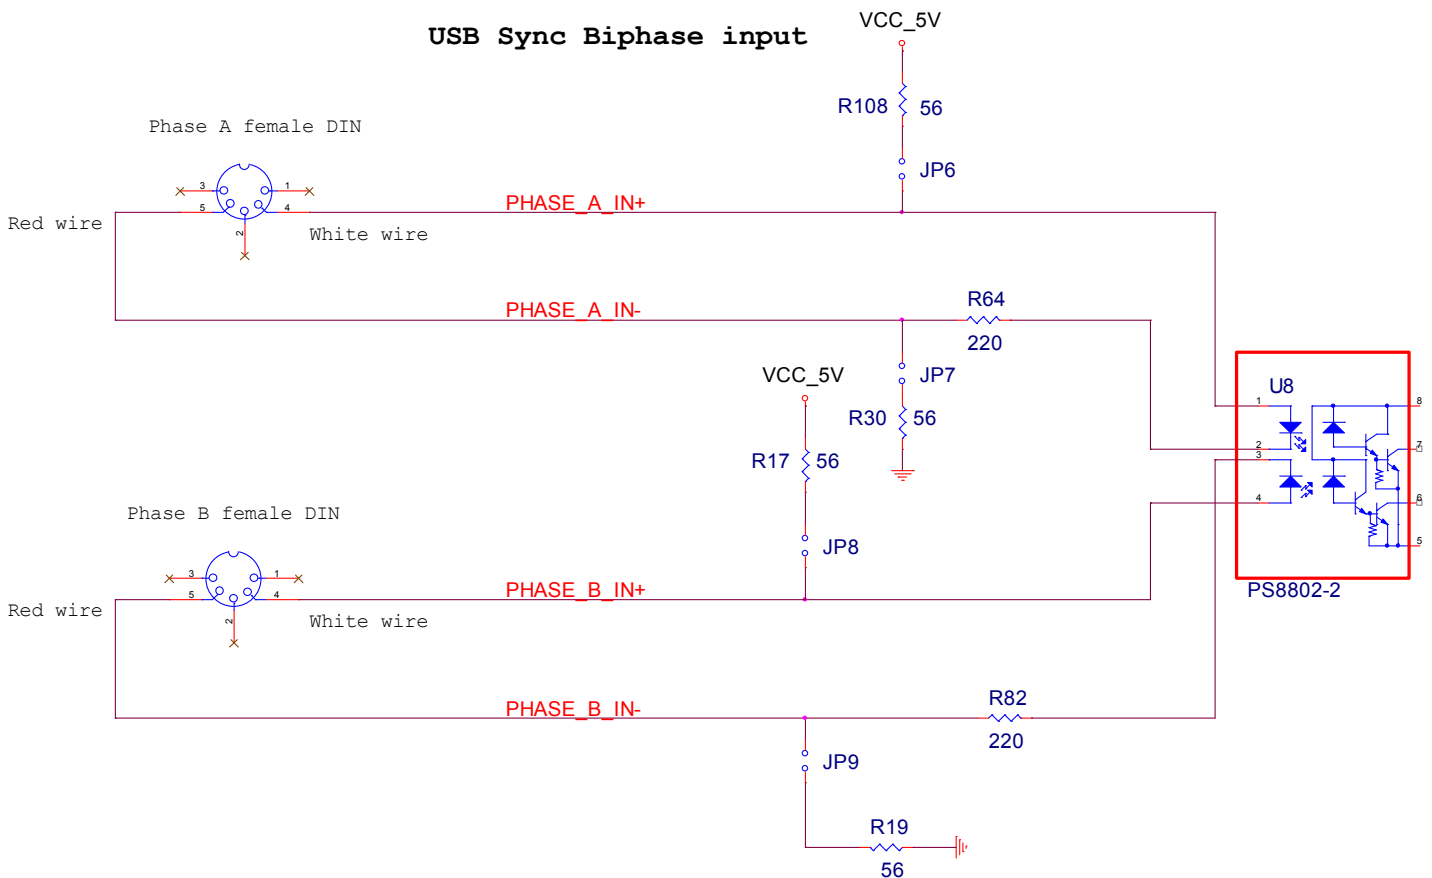 USB Sync Biphase input
VCC_5V
R108
56
Phase A female DIN
JP6
3
1
5
4
2
Red wire
White wire
PHASE_A_IN+
PHASE_A_IN-
R64
220
VCC_5V
JP7
R30
56
R17
56
U8
1
2
3
4
8
7
6
5
PS8802-2
Phase B female DIN
JP8
3
1
5
4
2
Red wire
White wire
PHASE_B_IN+
PHASE_B_IN-
R82
220
JP9
R19
56